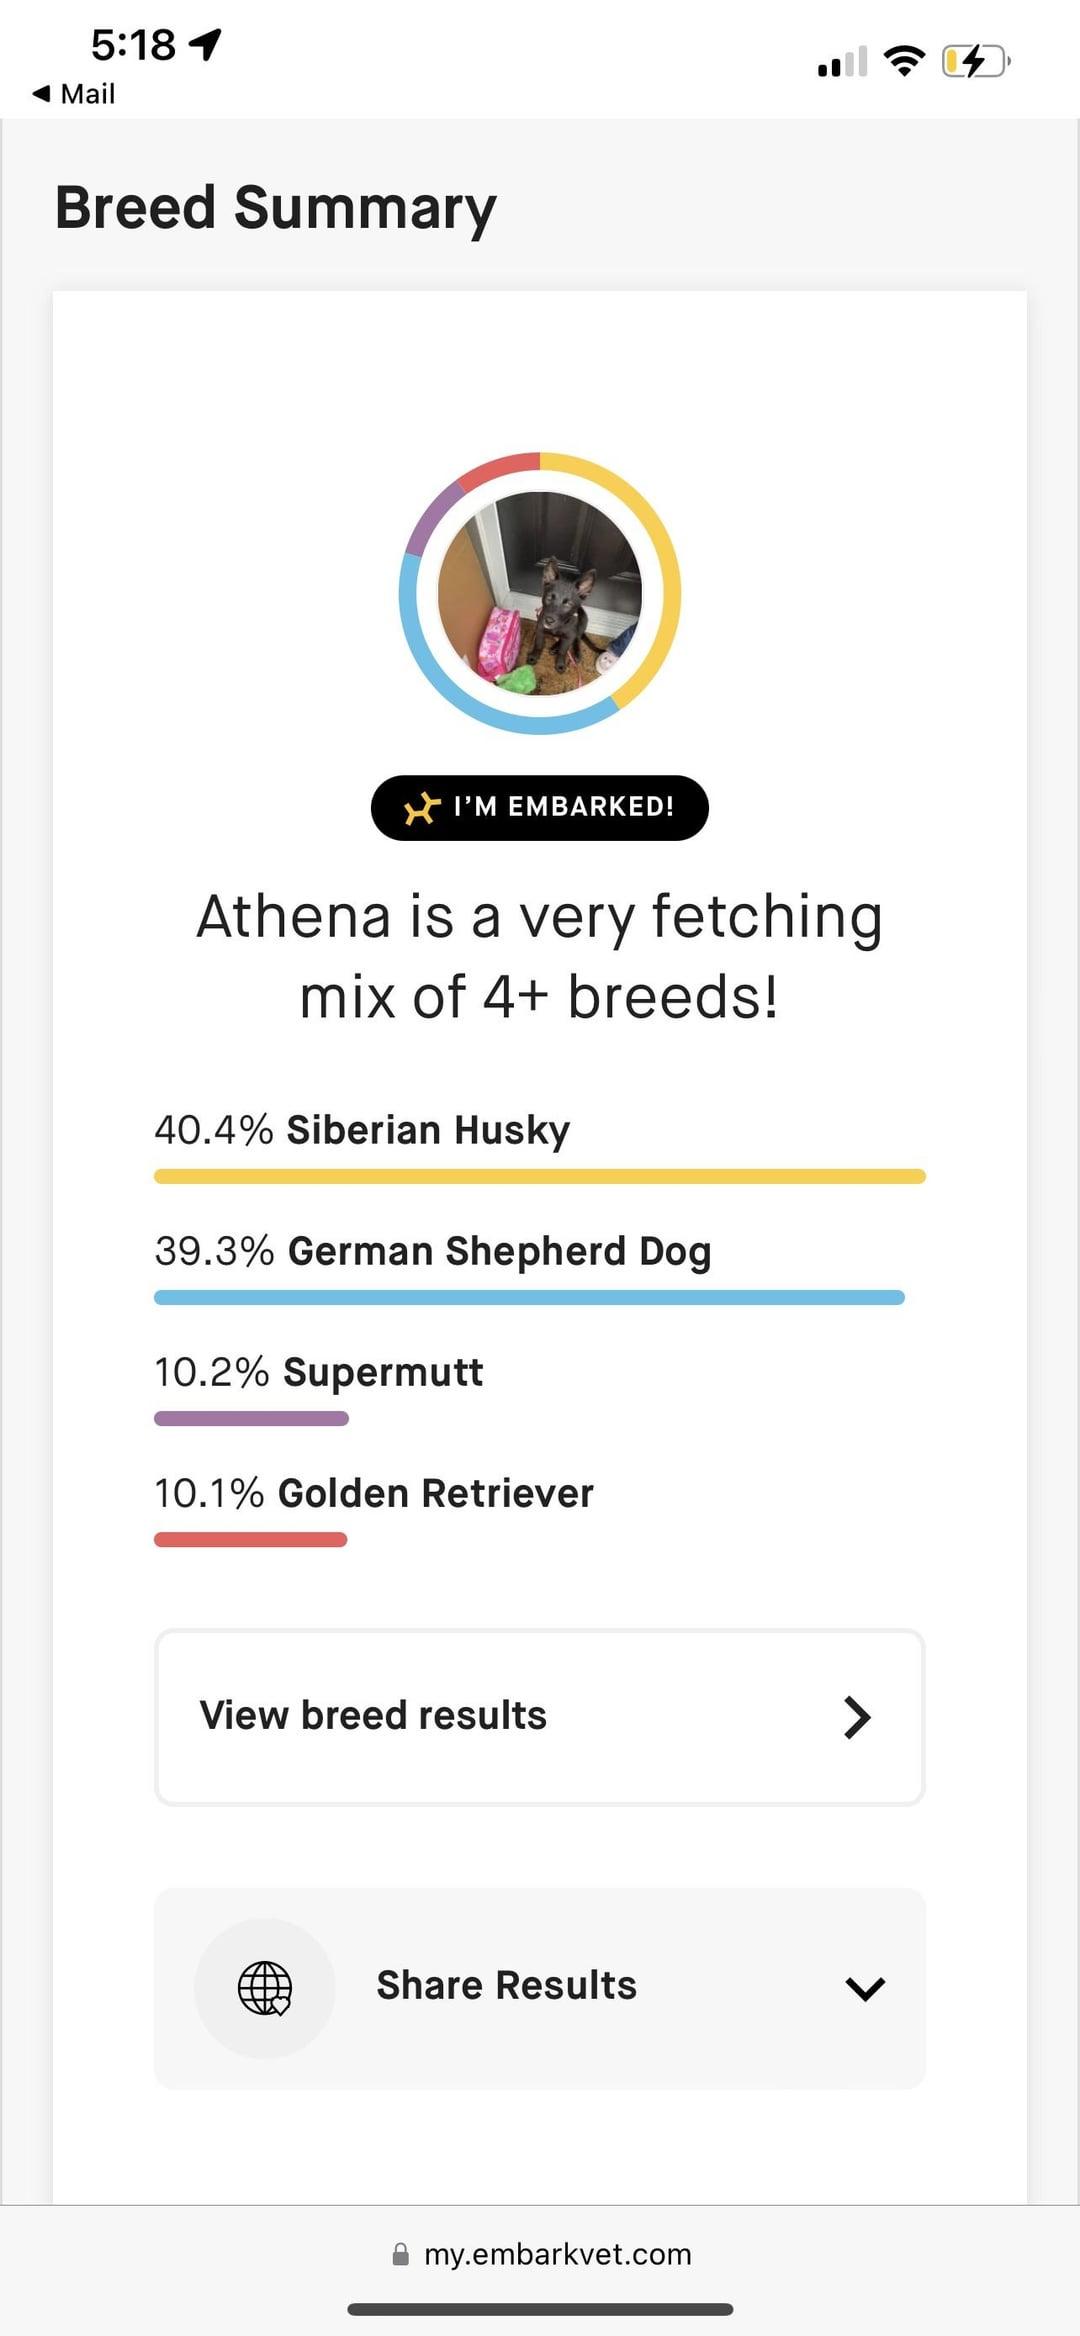 5:18
◀ Mail
Breed Summary
I’M EMBARKED!
Athena is a very fetching
mix of 4+ breeds!
40.4% Siberian Husky
39.3% German Shepherd Dog
10.2% Supermutt
10.1% Golden Retriever
View breed results
Share Results
my.embarkvet.com